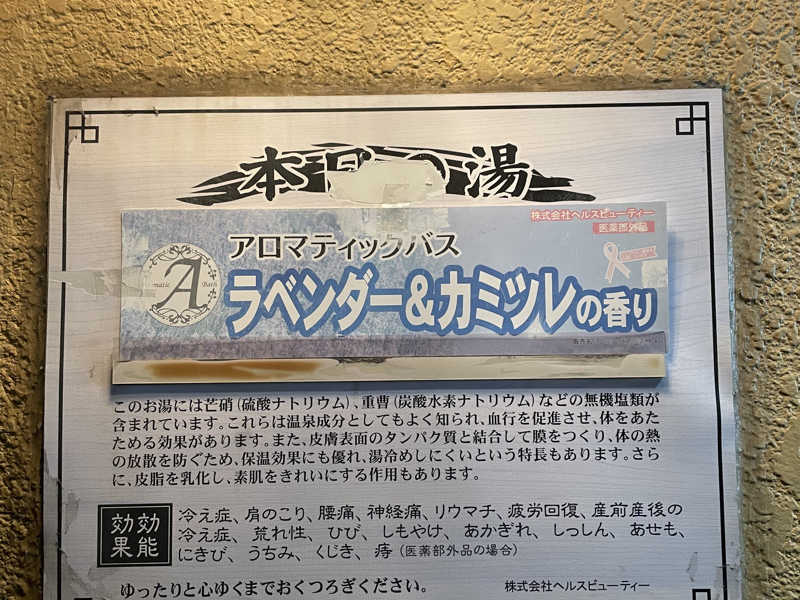 本日の湯
株式会社ヘルスビューティー
医薬部外品
アロマティックバス
A
matic Bath
ラベンダー&カミツレの香り
このお湯には芒硝(硫酸ナトリウム)、重曹(炭酸水素ナトリウム)などの無機塩類が
含まれています。これらは温泉成分としてもよく知られ、血行を促進させ、体をあた
ためる効果があります。また、皮膚表面のタンパク質と結合して膜をつくり、体の熱
の放散を防ぐため、保温効果にも優れ、湯冷めしにくいという特長もあります。さら
に、皮脂を乳化し、素肌をきれいにする作用もあります。
効能
効果
冷え症、肩のこり、腰痛、神経痛、リウマチ、疲労回復、産前産後の
冷え症、荒れ性、ひび、しもやけ、あかぎれ、しっしん、あせも、
にきび、うちみ、くじき、痔(医薬部外品の場合)
ゆったりと心ゆくまでおくつろぎください。
株式会社ヘルスビューティー